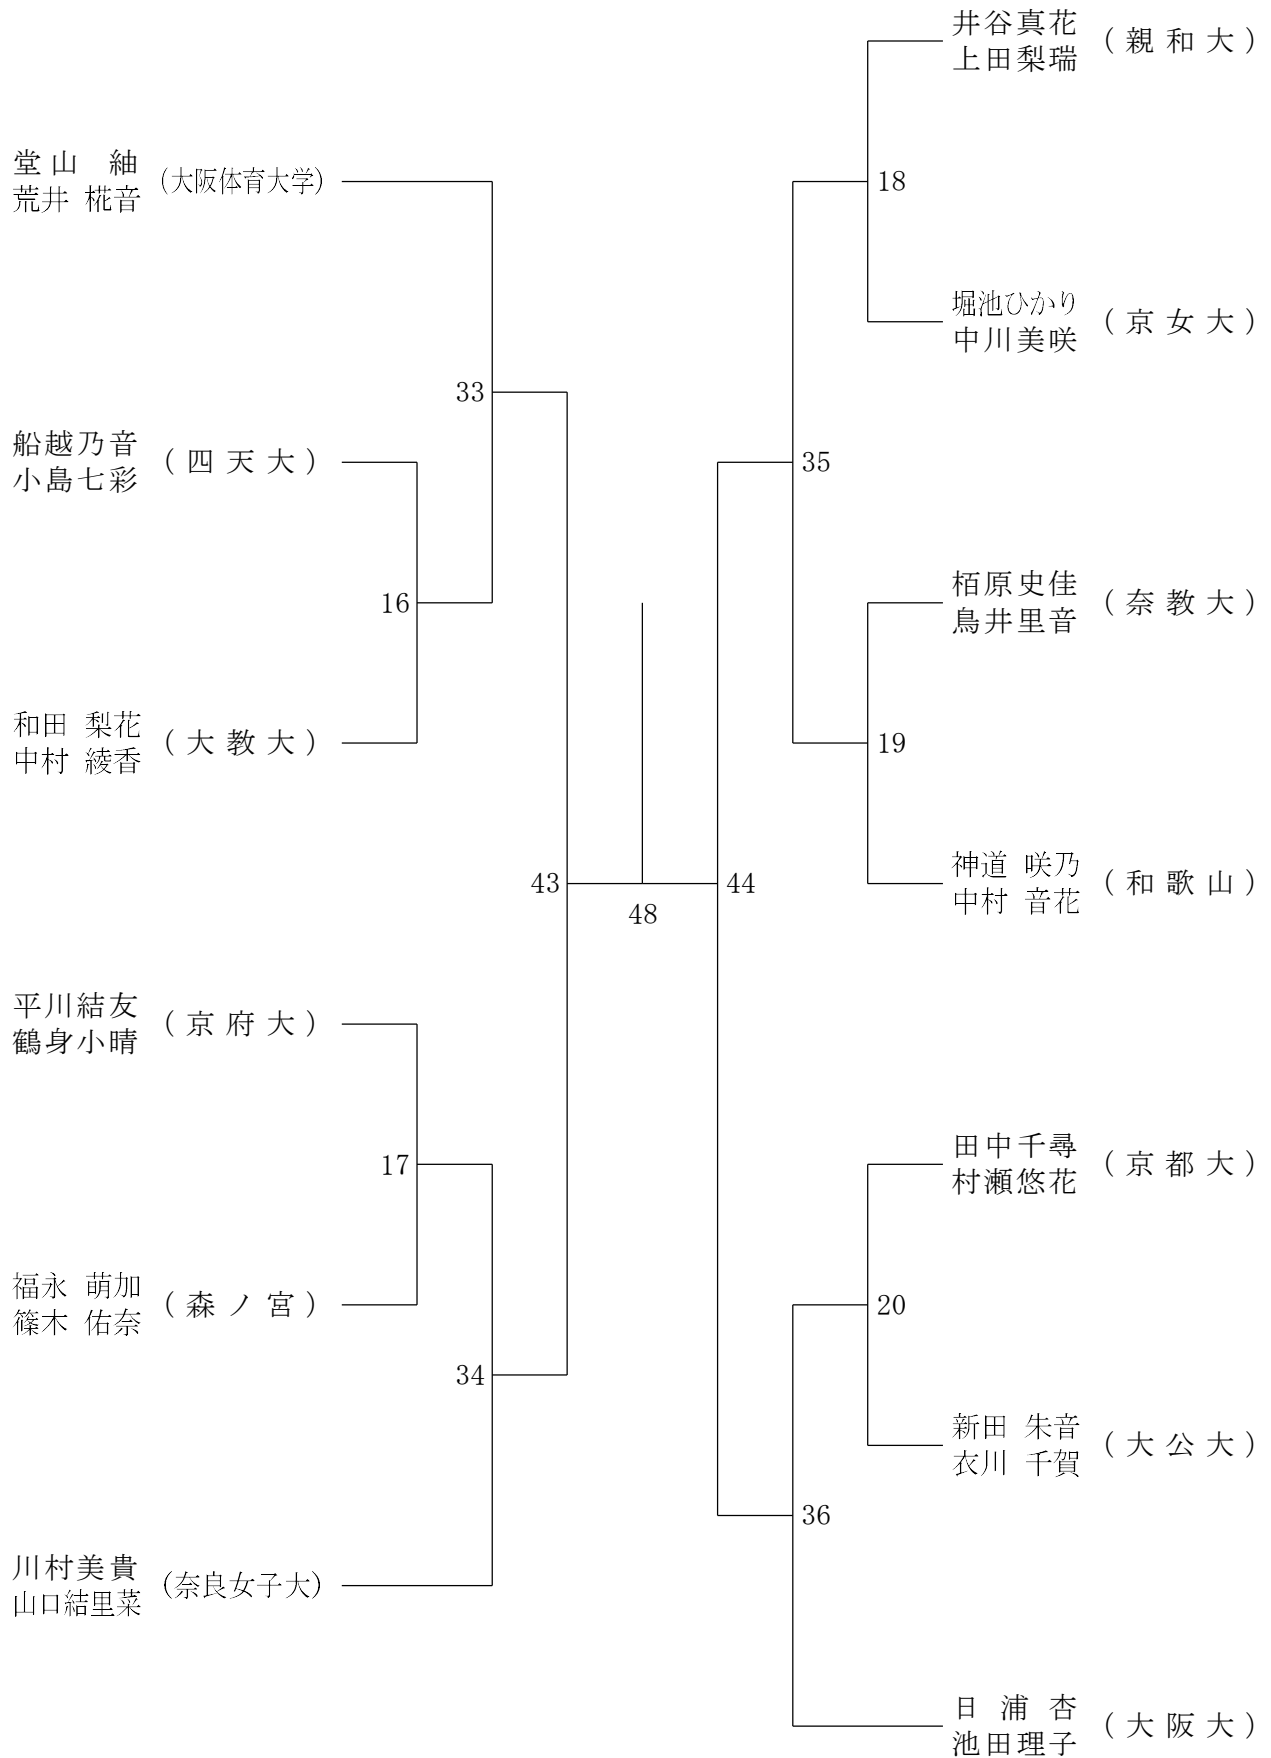 堂山　紬
荒井 椛音
(大阪体育大学)
33
船越乃音
小島七彩
(四天大)
16
和田 梨花
中村 綾香
(大教大)
43
48
平川結友
鶴身小晴
(京府大)
17
福永 萌加
篠木 佑奈
(森ノ宮)
34
川村美貴
山口結里菜
(奈良女子大)
井谷真花
上田梨瑞
(親和大)
18
堀池ひかり
中川美咲
(京女大)
35
栢原史佳
鳥井里音
(奈教大)
19
神道 咲乃
中村 音花
(和歌山)
44
田中千尋
村瀬悠花
(京都大)
20
新田 朱音
衣川 千賀
(大公大)
36
日浦杏
池田理子
(大阪大)